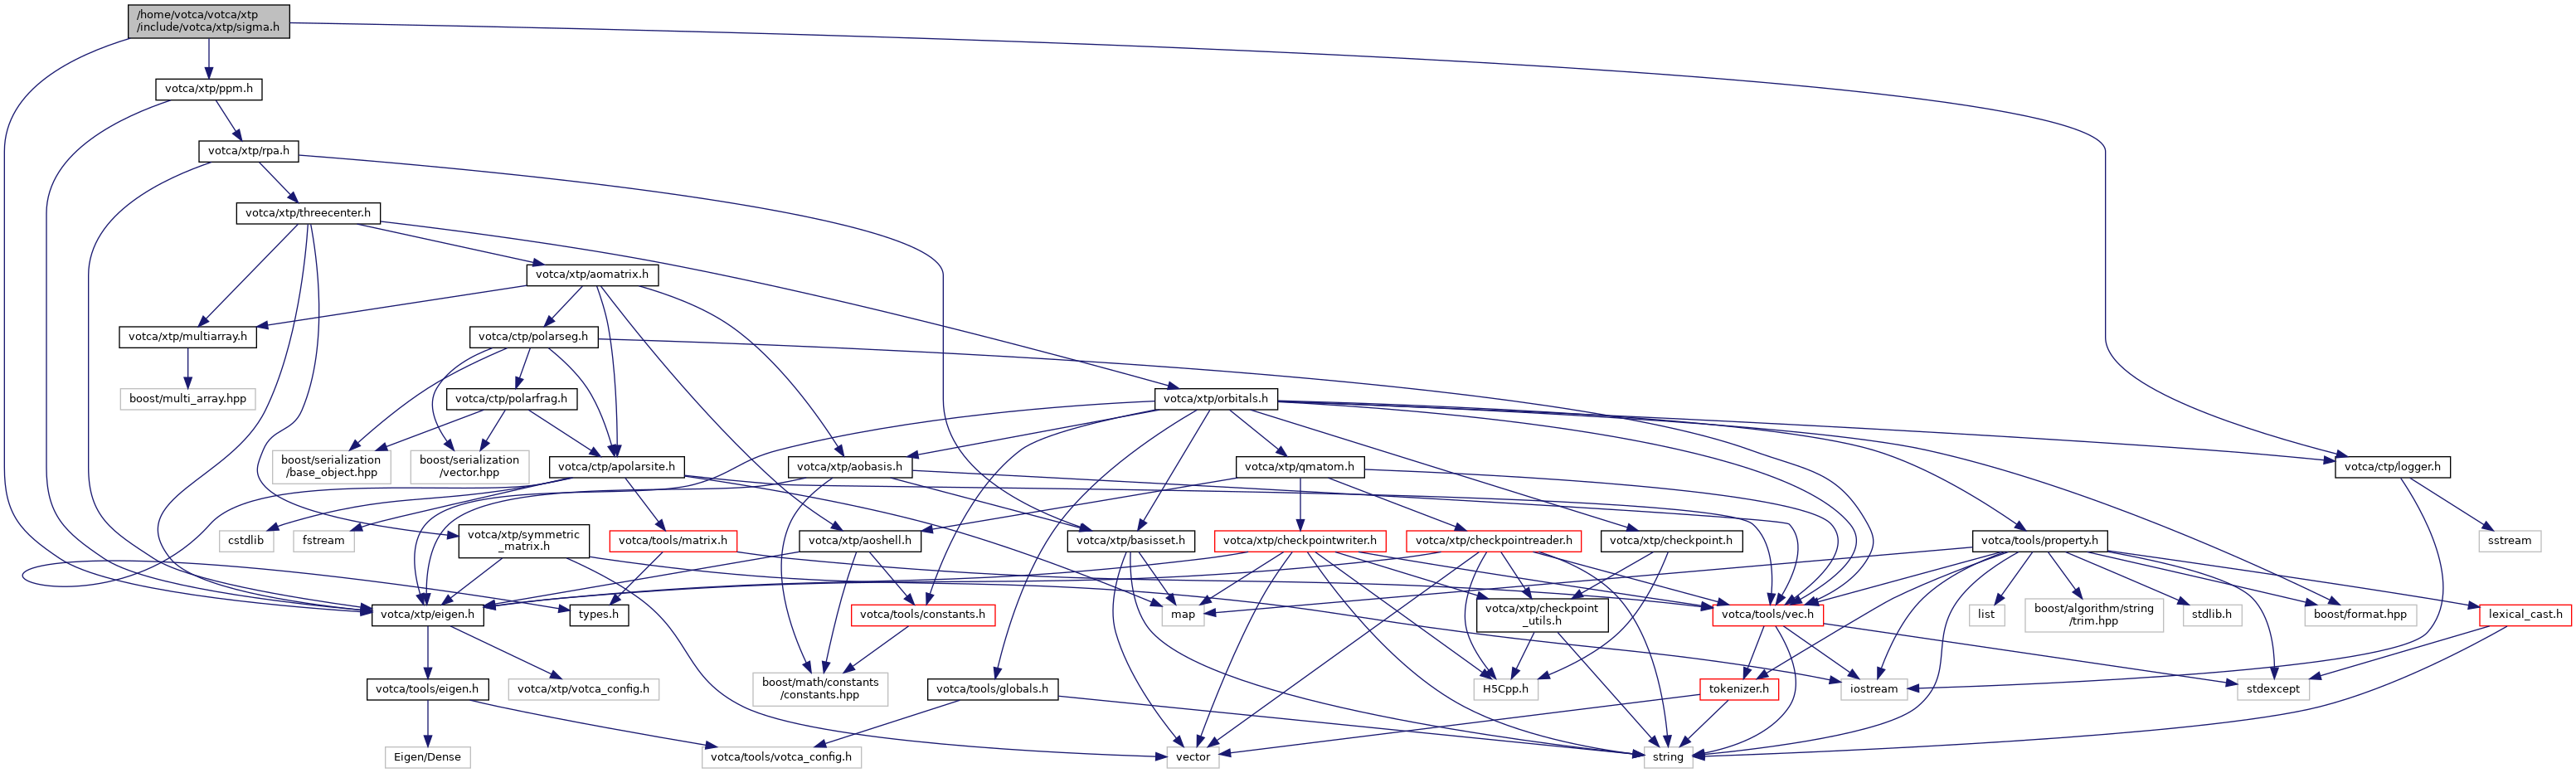 /home/votca/votca/xtp
/include/votca/xtp/sigma.h
votca/xtp/ppm.h
votca/xtp/rpa.h
votca/xtp/threecenter.h
votca/xtp/aomatrix.h
votca/xtp/multiarray.h
votca/ctp/polarseg.h
boost/multi_array.hpp
votca/ctp/polarfrag.h
votca/xtp/orbitals.h
boost/serialization
/base_object.hpp
boost/serialization
/vector.hpp
votca/ctp/apolarsite.h
votca/xtp/aobasis.h
votca/xtp/qmatom.h
votca/ctp/logger.h
cstdlib
fstream
votca/xtp/symmetric
_matrix.h
votca/tools/matrix.h
votca/xtp/aoshell.h
votca/xtp/basisset.h
votca/xtp/checkpointwriter.h
votca/xtp/checkpointreader.h
votca/xtp/checkpoint.h
votca/tools/property.h
sstream
votca/xtp/eigen.h
types.h
votca/tools/constants.h
map
votca/xtp/checkpoint
_utils.h
votca/tools/vec.h
list
boost/algorithm/string
/trim.hpp
stdlib.h
boost/format.hpp
lexical_cast.h
votca/tools/eigen.h
votca/xtp/votca_config.h
boost/math/constants
/constants.hpp
votca/tools/globals.h
H5Cpp.h
tokenizer.h
iostream
stdexcept
Eigen/Dense
votca/tools/votca_config.h
vector
string